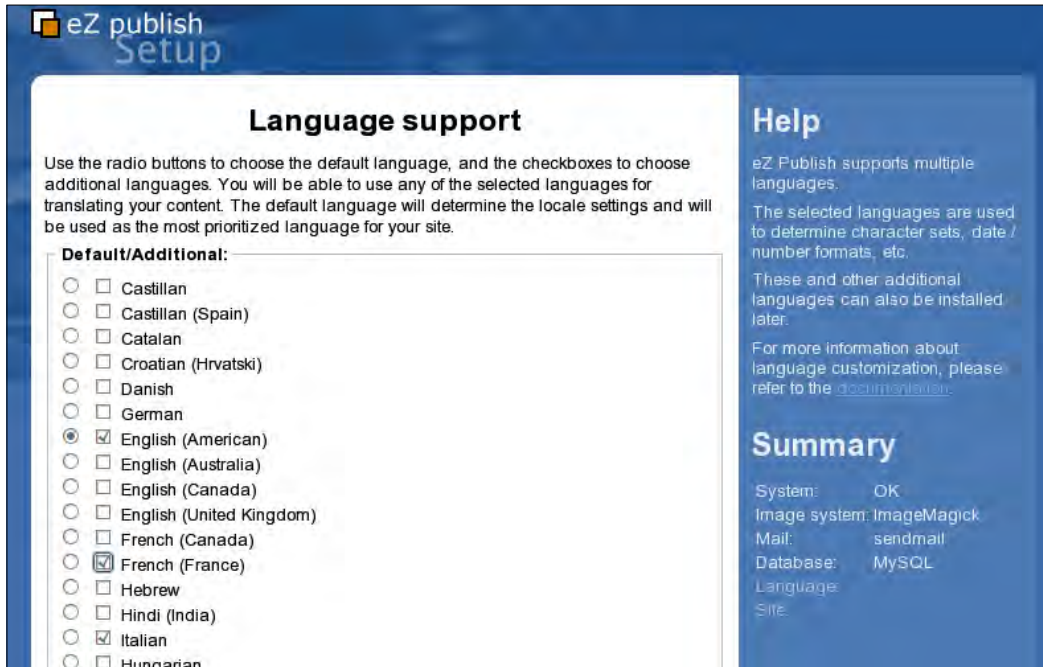 eZ publish
Setup
Language support
Use the radio buttons to choose the default language, and the checkboxes to choose
additional languages. You will be able to use any of the selected languages for
translating your content. The default language will determine the locale settings and will
be used as the most prioritized language for your site.
Default/Additional:
Castillan
Castillan (Spain)
Catalan
Croatian (Hrvatski)
Danish
German
English (American)
English (Australia)
English (Canada)
English (United Kingdom)
French (Canada)
French (France)
Hebrew
Hindi (India)
Italian
Hungarian
Help
eZ Publish supports multiple
languages.
The selected languages are used
to determine character sets, date /
number formats, etc.
These and other additional
languages can also be installed
later.
For more information about
language customization, please
refer to the documentation.
Summary
System: OK
Image system: ImageMagick
Mail: sendmail
Database: MySQL
Language:
Site: